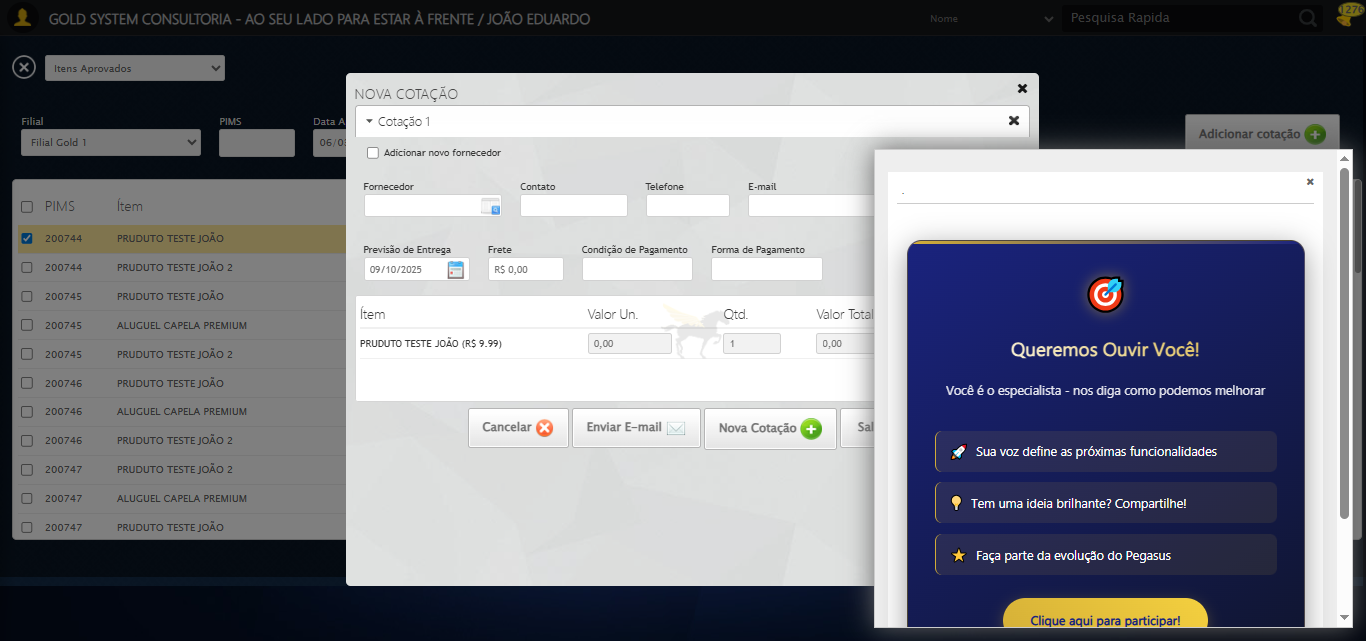 GOLD SYSTEM CONSULTORIA - AO SEU LADO PARA ESTAR À FRENTE / JOÃO EDUARDO
Nome
Pesquisa Rapida
1276
Itens Aprovados
Filial
PIMS
Data A
Filial Gold 1
06/0
Adicionar cotação
PIMS Ítem
200744 PRUDUTO TESTE JOÃO
200744 PRUDUTO TESTE JOÃO 2
200745 PRUDUTO TESTE JOÃO
200745 ALUGUEL CAPELA PREMIUM
200745 PRUDUTO TESTE JOÃO 2
200746 PRUDUTO TESTE JOÃO
200746 ALUGUEL CAPELA PREMIUM
200746 PRUDUTO TESTE JOÃO 2
200747 PRUDUTO TESTE JOÃO 2
200747 ALUGUEL CAPELA PREMIUM
200747 PRUDUTO TESTE JOÃO
NOVA COTAÇÃO
Cotação 1
Adicionar novo fornecedor
Fornecedor Contato Telefone E-mail
Previsão de Entrega Frete Condição de Pagamento Forma de Pagamento
09/10/2025 R$ 0,00
Ítem Valor Un. Qtd. Valor Total
PRUDUTO TESTE JOÃO (R$ 9.99) 0,00 1 0,00
Cancelar Enviar E-mail Nova Cotação Sal
.
Queremos Ouvir Você!
Você é o especialista - nos diga como podemos melhorar
Sua voz define as próximas funcionalidades
Tem uma ideia brilhante? Compartilhe!
Faça parte da evolução do Pegasus
Clique aqui para participar!